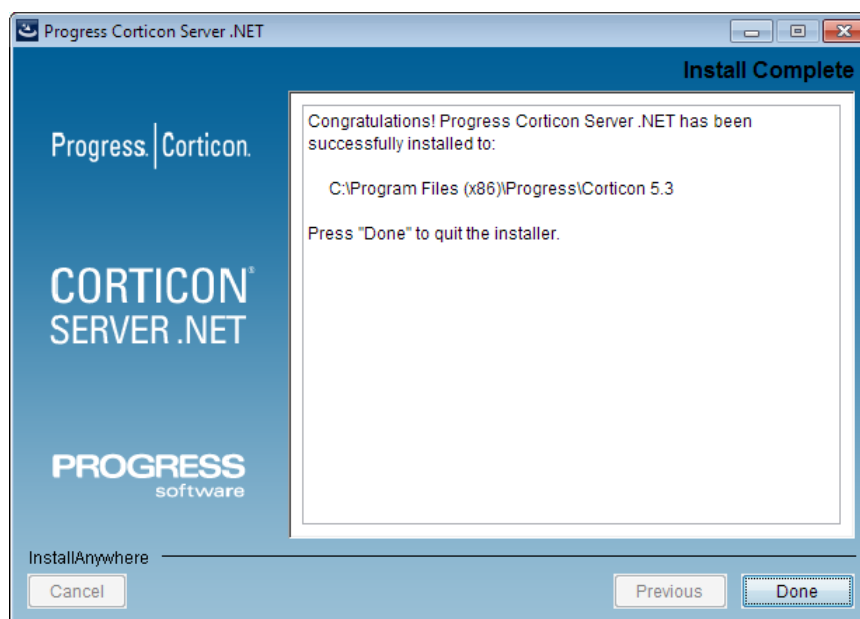 Progress Corticon Server .NET
Install Complete
Progress. Corticon.
CORTICON®
SERVER .NET
PROGRESS
software
Congratulations! Progress Corticon Server .NET has been
successfully installed to:
C:\Program Files (x86)\Progress\Corticon 5.3
Press "Done" to quit the installer.
InstallAnywhere
Cancel
Previous
Done